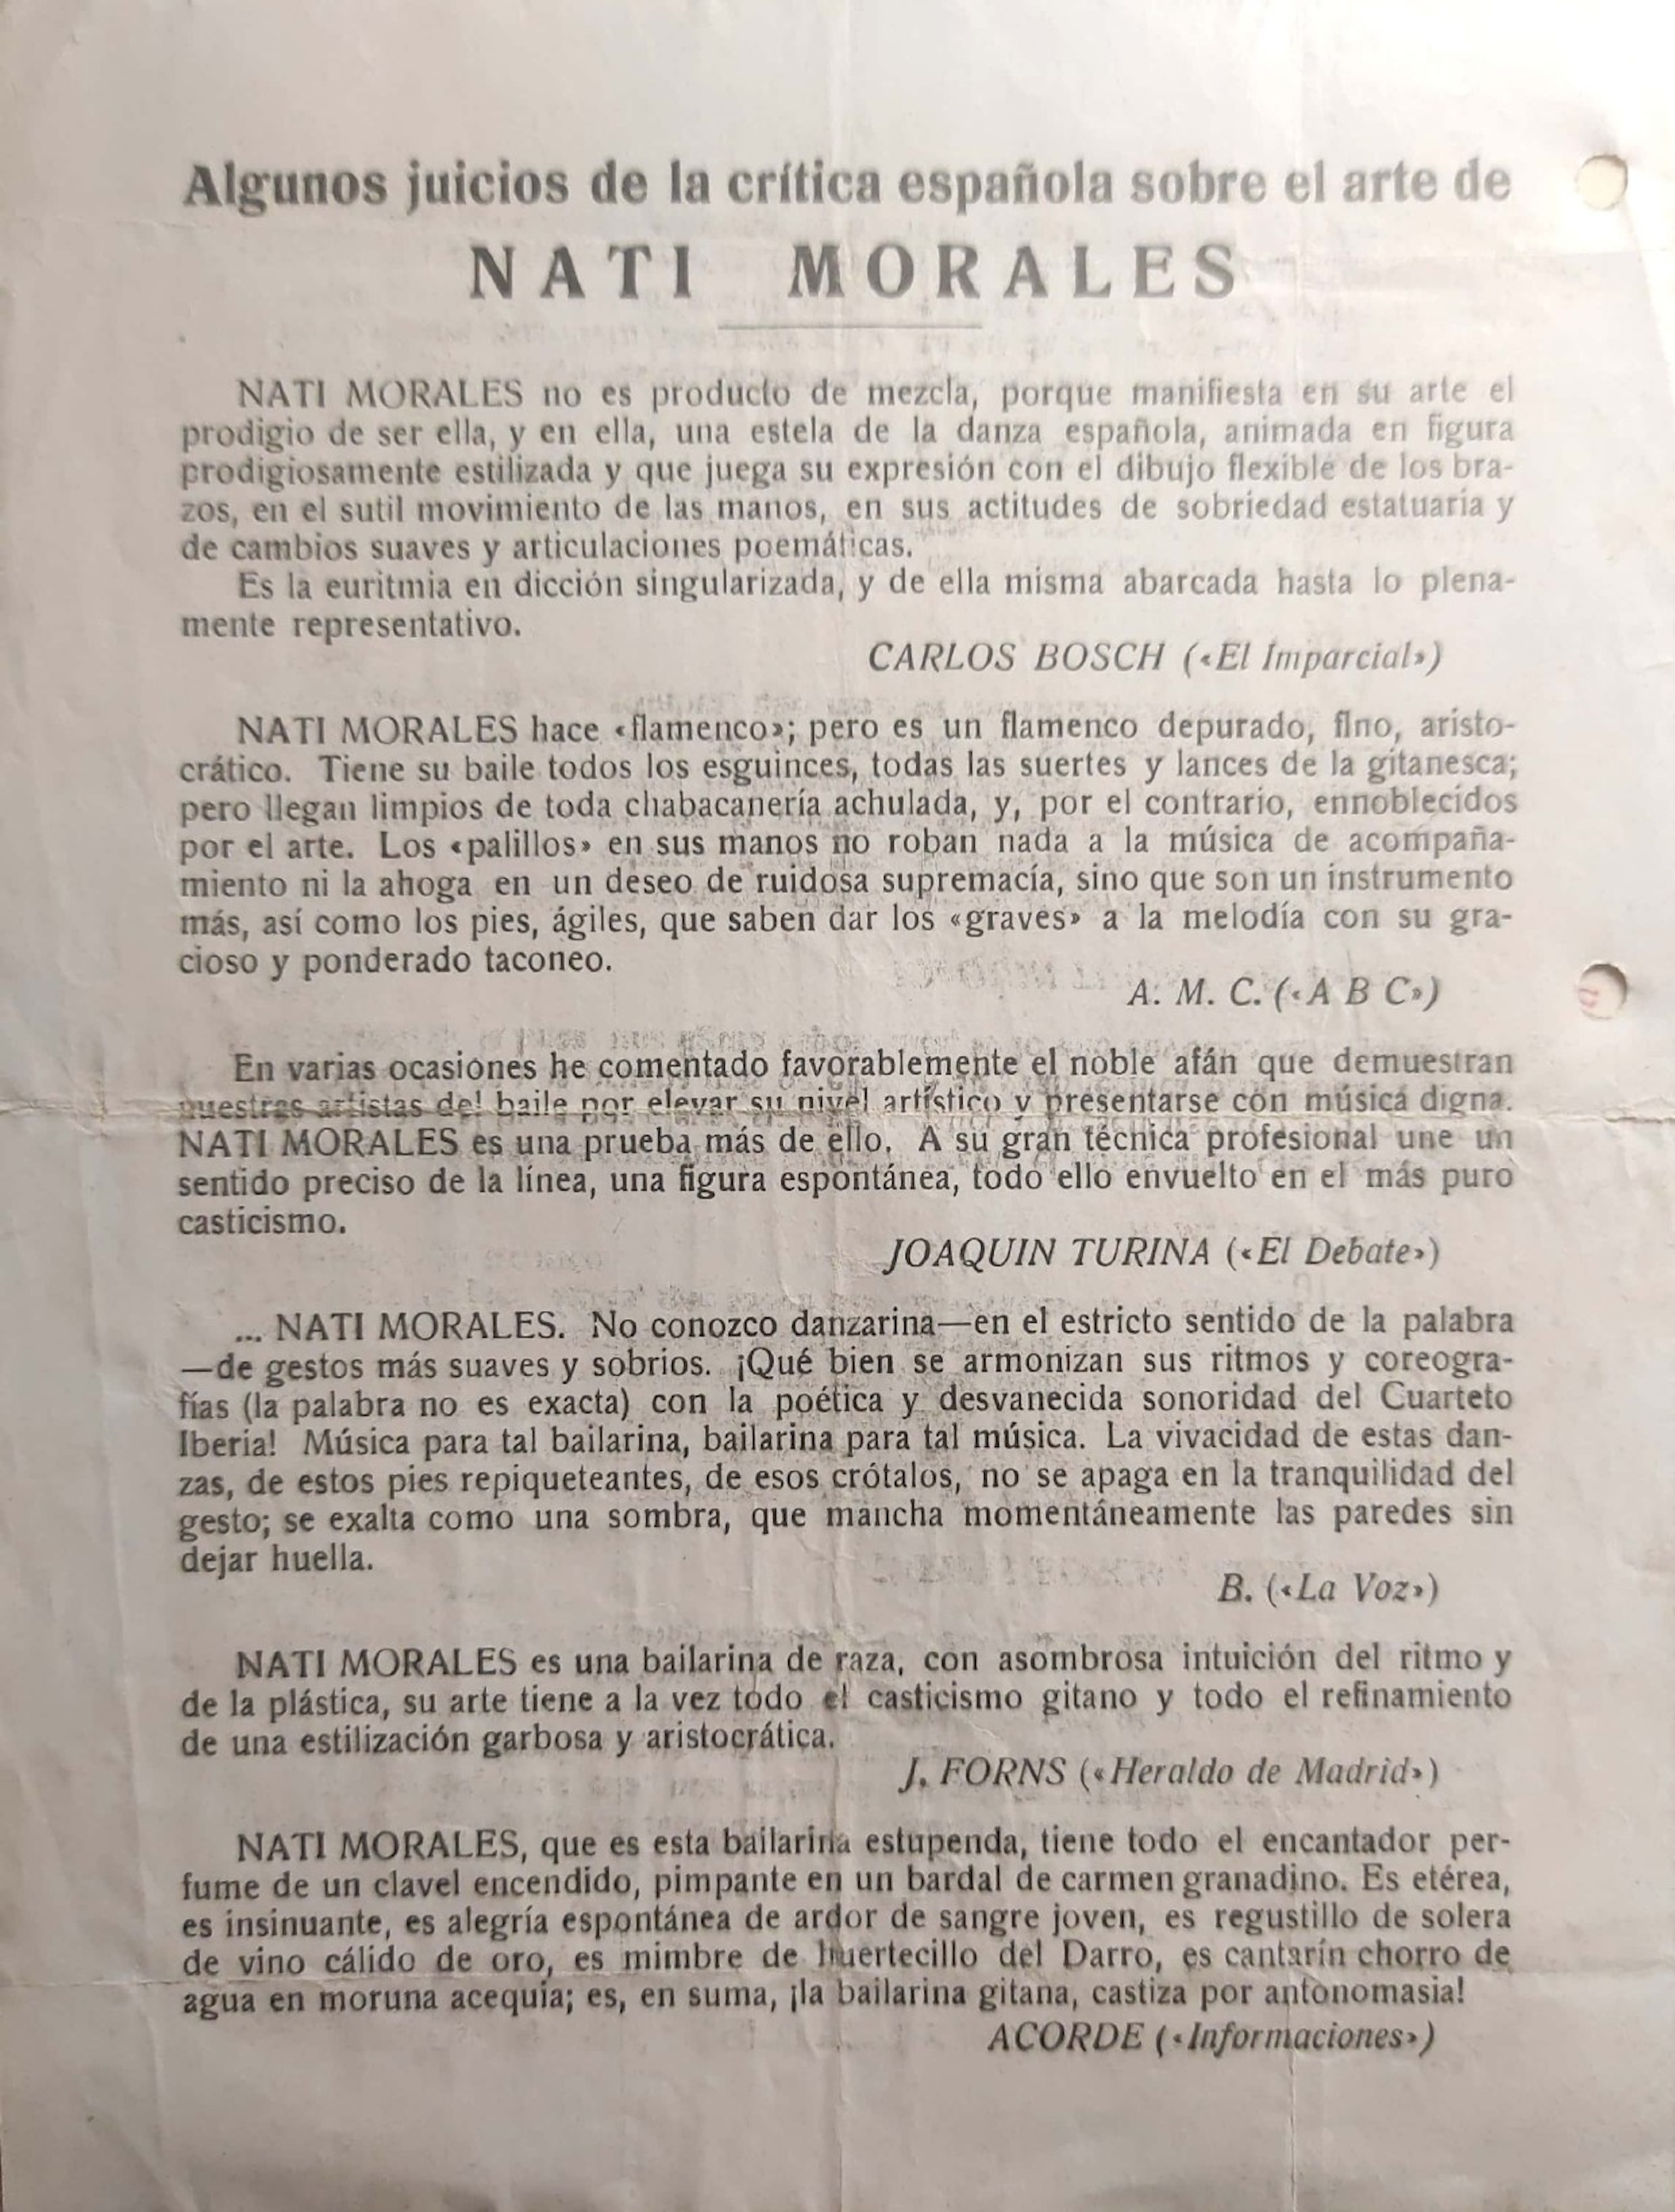 Algunos juicios de la crítica española sobre el arte de
NATI MORALES
NATI MORALES no es producto de mezcla, porque manifiesta en su arte el
prodigio de ser ella, y en ella, una estela de la danza española, animada en figura
prodigiosamente estilizada y que juega su expresión con el dibujo flexible de los bra-
zos, en el sutil movimiento de las manos, en sus actitudes de sobriedad estatuaria y
de cambios suaves y articulaciones poemáticas.
Es la euritmia en dicción singularizada, y de ella misma abarcada hasta lo plena-
mente representativo.
CARLOS BOSCH («El Imparcial»)
NATI MORALES hace «flamenco»; pero es un flamenco depurado, fino, aristo-
crático. Tiene su baile todos los esguinces, todas las suertes y lances de la gitanesca;
pero llegan limpios de toda chabacanería achulada, y, por el contrario, ennoblecidos
por el arte. Los «palillos» en sus manos no roban nada a la música de acompaña-
miento ni la ahoga en un deseo de ruidosa supremacía, sino que son un instrumento
más, así como los pies, ágiles, que saben dar los «graves» a la melodía con su gra-
cioso y ponderado taconeo.
A. M. C. («A B C»)
En varias ocasiones he comentado favorablemente el noble afán que demuestran
nuestras artistas del baile por elevar su nivel artístico y presentarse con música digna.
NATI MORALES es una prueba más de ello. A su gran técnica profesional une un
sentido preciso de la línea, una figura espontánea, todo ello envuelto en el más puro
casticismo.
JOAQUIN TURINA («El Debate»)
... NATI MORALES. No conozco danzarina—en el estricto sentido de la palabra
—de gestos más suaves y sobrios. ¡Qué bien se armonizan sus ritmos y coreogra-
fías (la palabra no es exacta) con la poética y desvanecida sonoridad del Cuarteto
Iberia! Música para tal bailarina, bailarina para tal música. La vivacidad de estas dan-
zas, de estos pies repiqueteantes, de esos crótalos, no se apaga en la tranquilidad del
gesto; se exalta como una sombra, que mancha momentáneamente las paredes sin
dejar huella.
B. («La Voz»)
NATI MORALES es una bailarina de raza, con asombrosa intuición del ritmo y
de la plástica, su arte tiene a la vez todo el casticismo gitano y todo el refinamiento
de una estilización garbosa y aristocrática.
J. FORNS («Heraldo de Madrid»)
NATI MORALES, que es esta bailarina estupenda, tiene todo el encantador per-
fume de un clavel encendido, pimpante en un bardal de carmen granadino. Es etérea,
es insinuante, es alegría espontánea de ardor de sangre joven, es regustillo de solera
de vino cálido de oro, es mimbre de huertecillo del Darro, es cantarín chorro de
agua en moruna acequia; es, en suma, ¡la bailarina gitana, castiza por antonomasia!
ACORDE («Informaciones»)